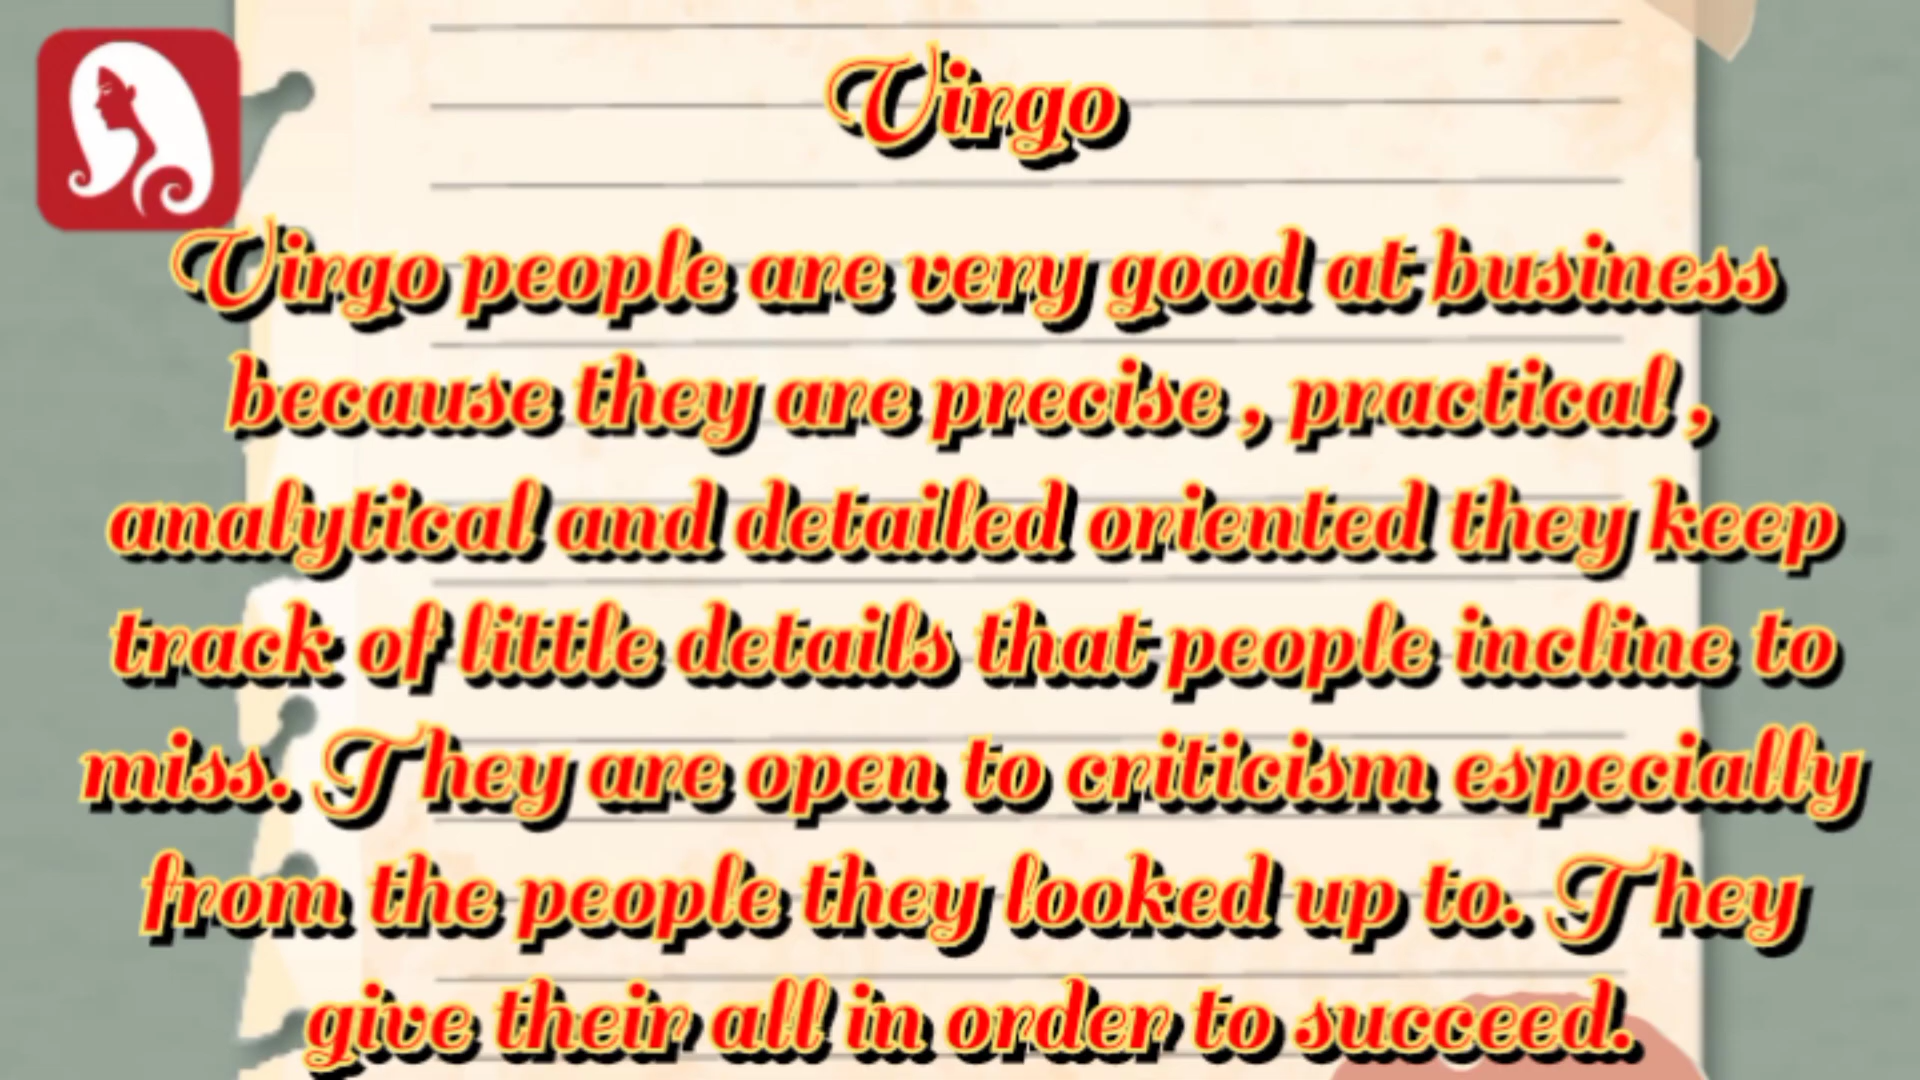 Virgo
Virgo people are very good at business
because they are precise , practical ,
analytical and detailed oriented they keep
track of little details that people incline to
miss. They are open to criticism especially
from the people they looked up to. They
give their all in order to succeed.